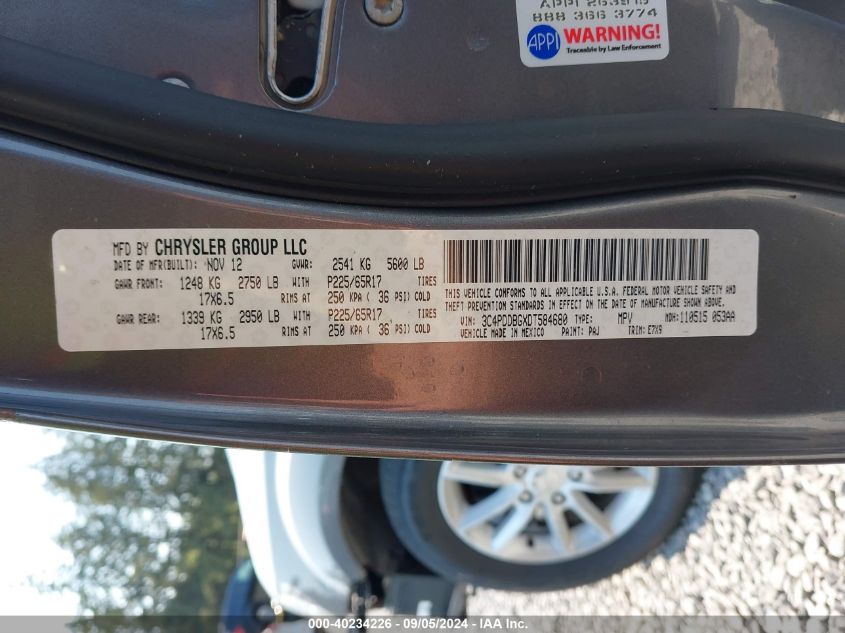 APPI 263915
888 366 3774
APPI WARNING!
Traceable by Law Enforcement
MFD BY CHRYSLER GROUP LLC
DATE OF MFR(BUILT): NOV 12 GVWR: 2541 KG 5600 LB
GAWR FRONT: 1248 KG 2750 LB WITH P225/65R17 TIRES
17X6.5 RIMS AT 250 KPA ( 36 PSI) COLD
GAWR REAR: 1339 KG 2950 LB WITH P225/65R17 TIRES
17X6.5 RIMS AT 250 KPA ( 36 PSI) COLD
THIS VEHICLE CONFORMS TO ALL APPLICABLE U.S.A. FEDERAL MOTOR VEHICLE SAFETY AND
THEFT PREVENTION STANDARDS IN EFFECT ON THE DATE OF MANUFACTURE SHOWN ABOVE.
VIN: 3C4PDDBGXDT584680 TYPE: MPV MDH: 110515 053AA
VEHICLE MADE IN MEXICO PAINT: PAJ TRIM: E7X9
000-40234226 - 09/05/2024 - IAAI, Inc.